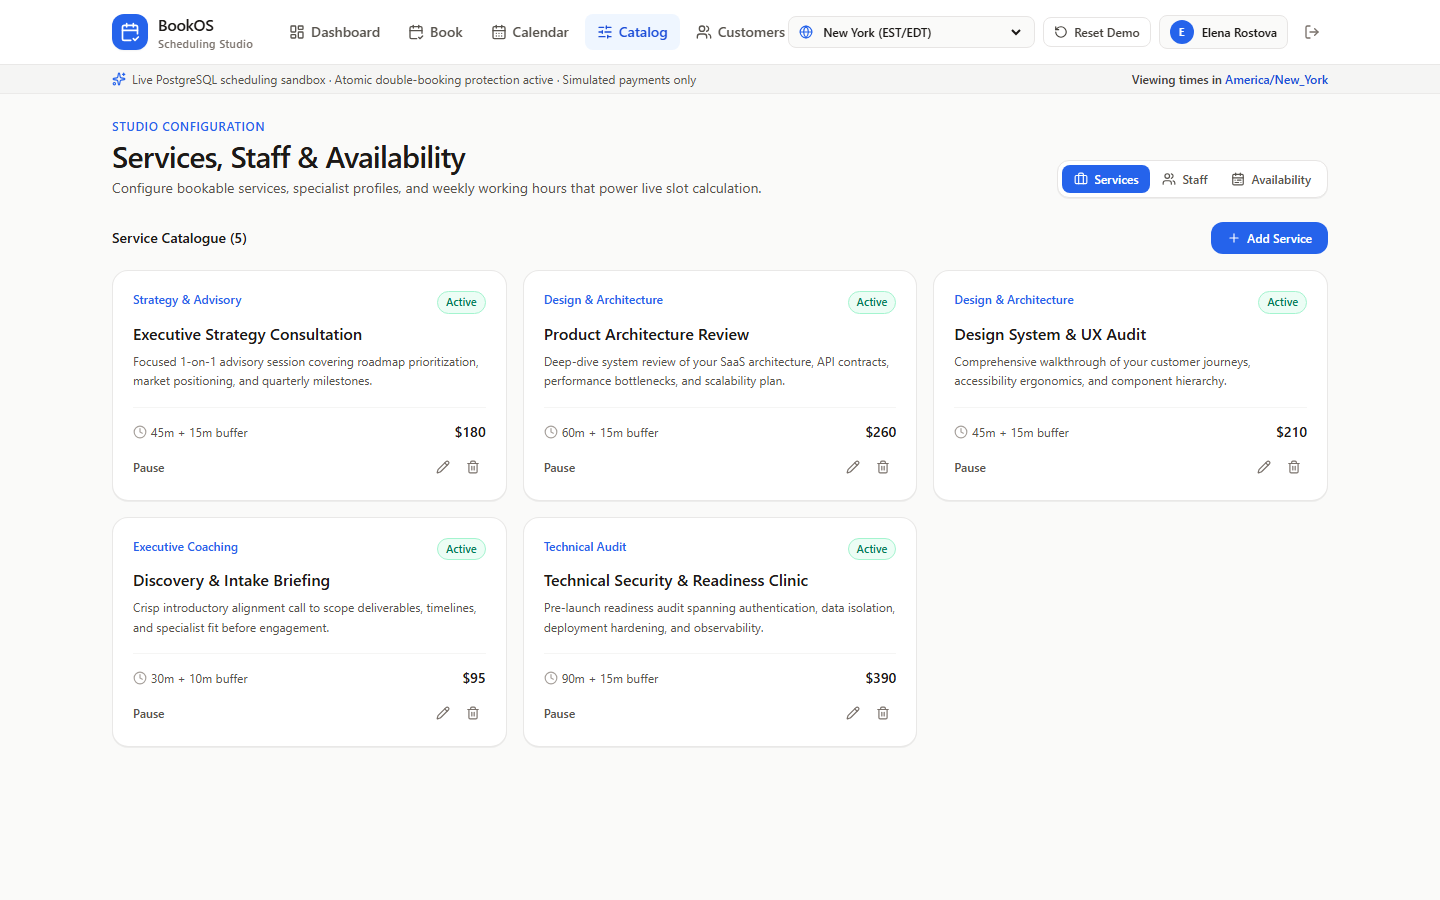 BookOS
Scheduling Studio
Dashboard
Book
Calendar
Catalog
Customers
New York (EST/EDT)
Reset Demo
E
Elena Rostova
Live PostgreSQL scheduling sandbox · Atomic double-booking protection active · Simulated payments only
Viewing times in America/New_York
STUDIO CONFIGURATION
Services, Staff & Availability
Configure bookable services, specialist profiles, and weekly working hours that power live slot calculation.
Services
Staff
Availability
Service Catalogue (5)
Add Service
Strategy & Advisory
Active
Executive Strategy Consultation
Focused 1-on-1 advisory session covering roadmap prioritization,
market positioning, and quarterly milestones.
45m + 15m buffer
$180
Pause
Design & Architecture
Active
Product Architecture Review
Deep-dive system review of your SaaS architecture, API contracts,
performance bottlenecks, and scalability plan.
60m + 15m buffer
$260
Pause
Design & Architecture
Active
Design System & UX Audit
Comprehensive walkthrough of your customer journeys,
accessibility ergonomics, and component hierarchy.
45m + 15m buffer
$210
Pause
Executive Coaching
Active
Discovery & Intake Briefing
Crisp introductory alignment call to scope deliverables, timelines,
and specialist fit before engagement.
30m + 10m buffer
$95
Pause
Technical Audit
Active
Technical Security & Readiness Clinic
Pre-launch readiness audit spanning authentication, data isolation,
deployment hardening, and observability.
90m + 15m buffer
$390
Pause